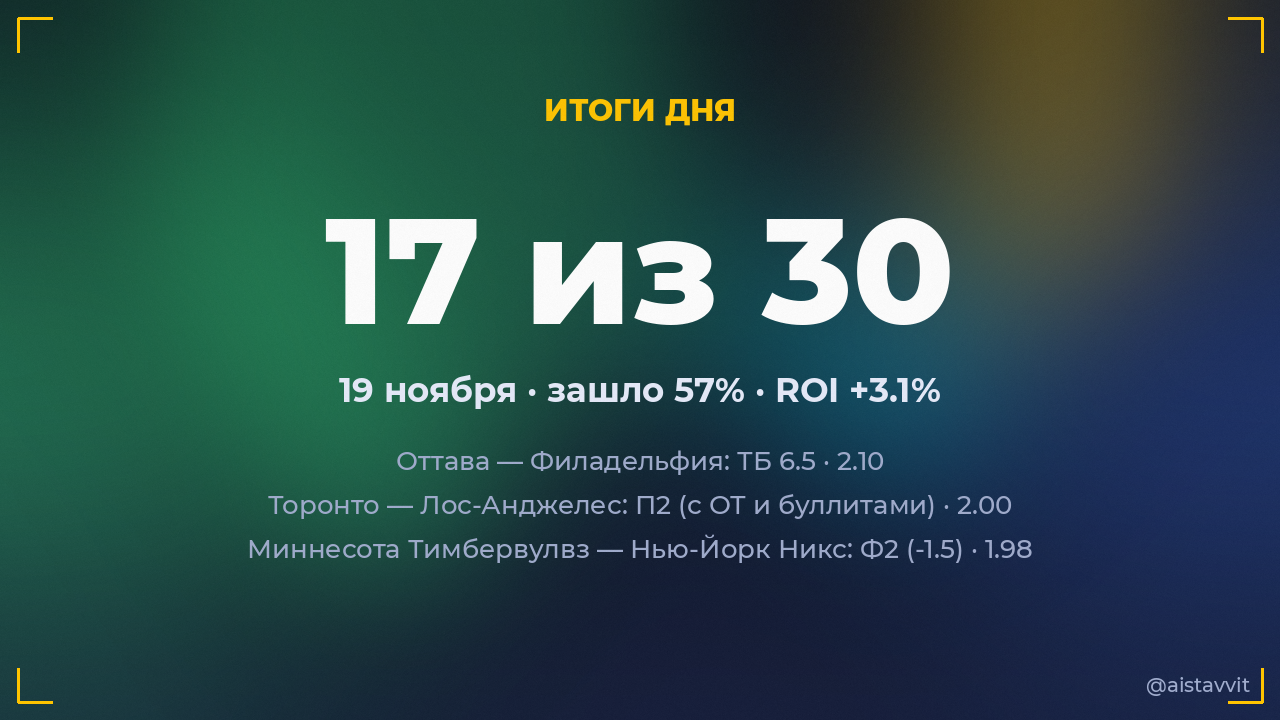 ИТОГИ ДНЯ
17 из 30
19 ноября · зашло 57% · ROI +3.1%
Оттава — Филадельфия: ТБ 6.5 · 2.10
Торонто — Лос-Анджелес: П2 (с ОТ и буллитами) · 2.00
Миннесота Тимбервулвз — Нью-Йорк Никс: Ф2 (-1.5) · 1.98
@aistavvit